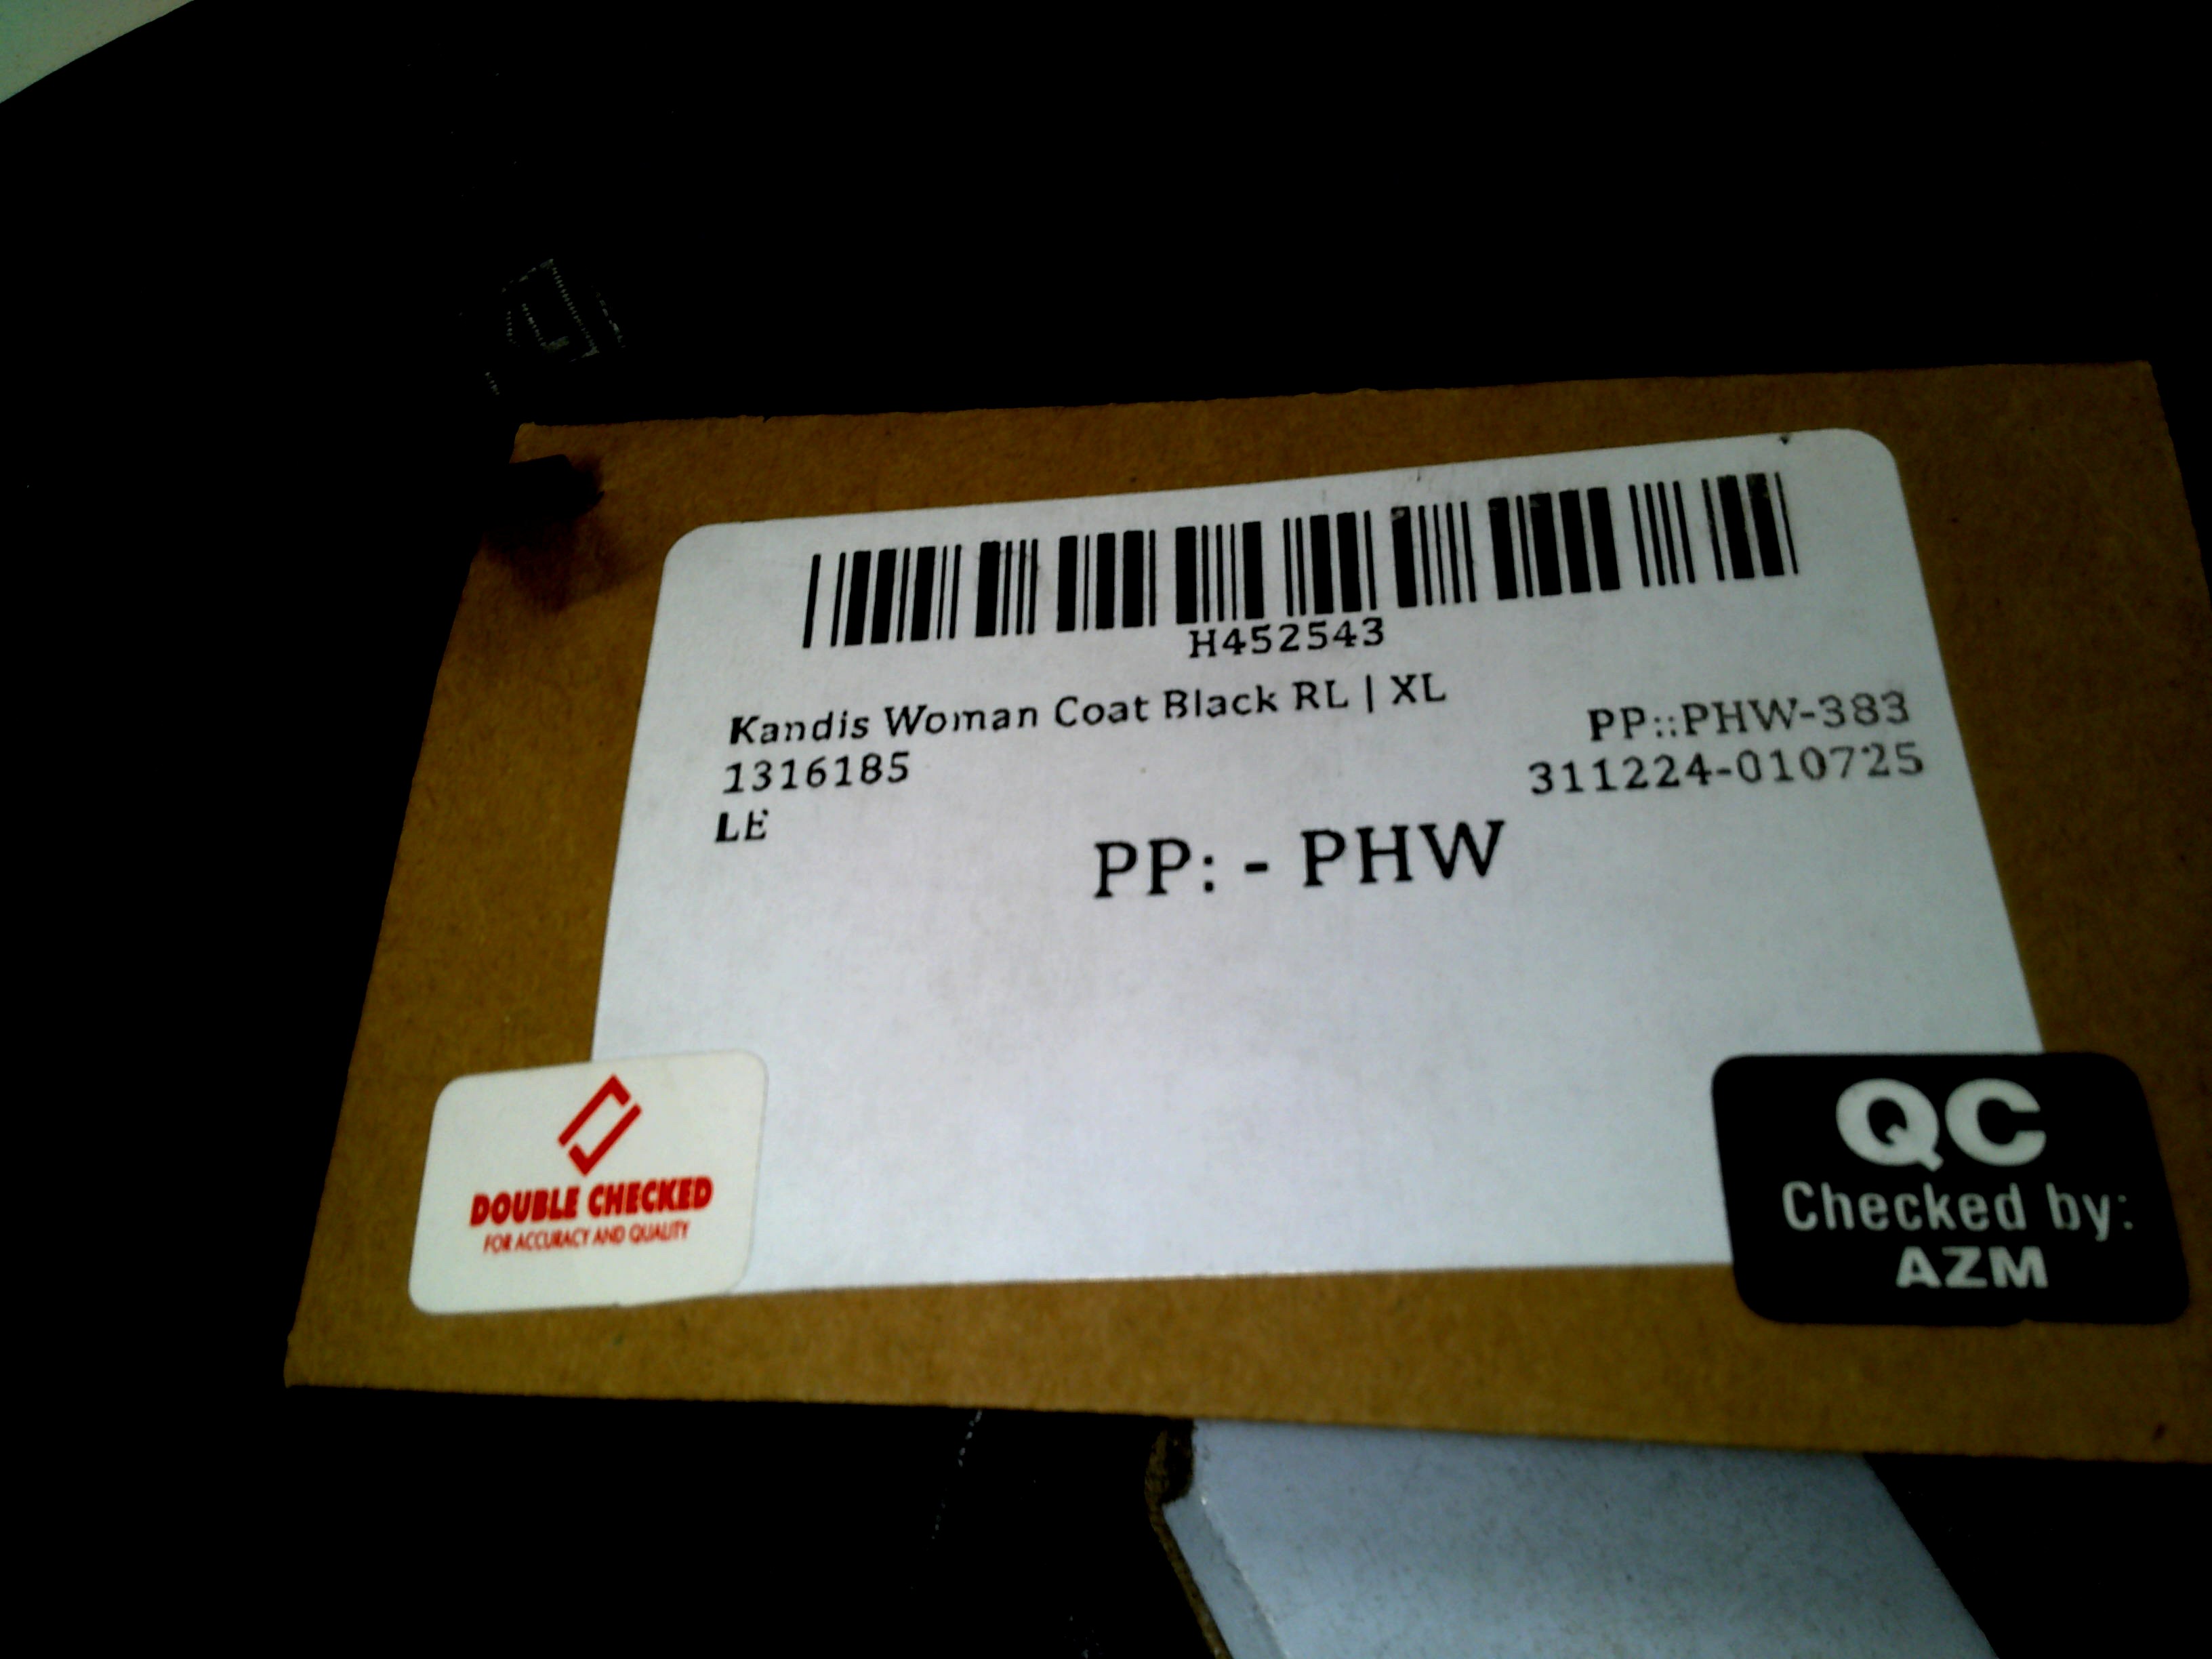 H452543
Kandis Woman Coat Black RL | XL
1316185
LE
PP::PHW-383
311224-010725
PP: - PHW
DOUBLE CHECKED
FOR ACCURACY AND QUALITY
QC
Checked by:
AZM